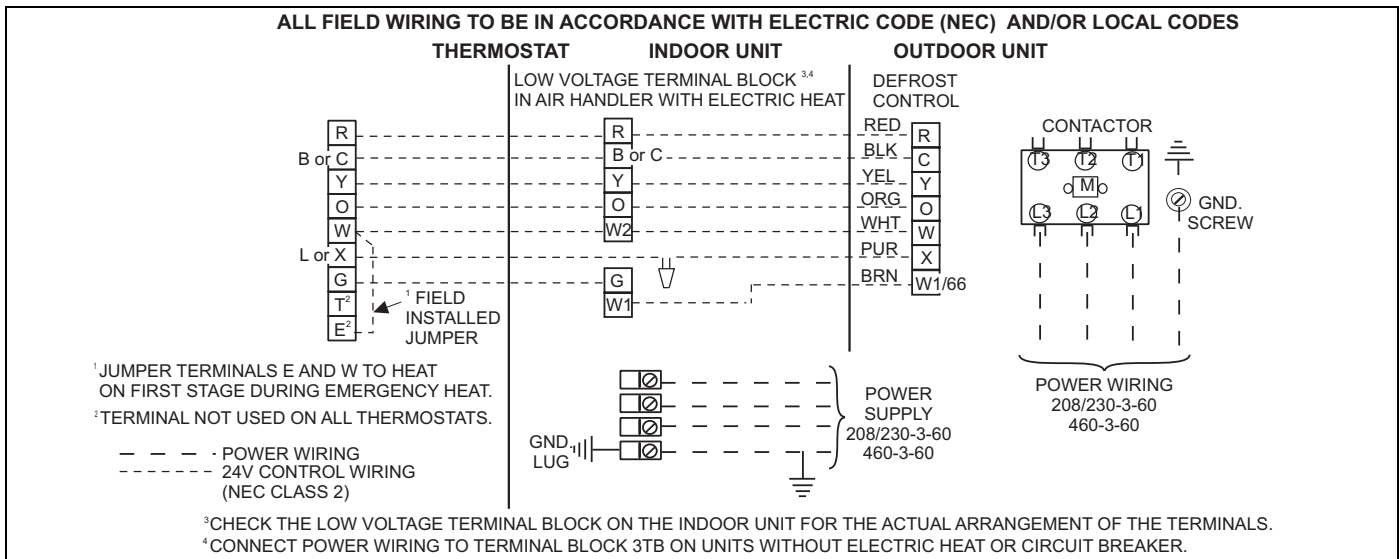 ALL FIELD WIRING TO BE IN ACCORDANCE WITH ELECTRIC CODE (NEC) AND/OR LOCAL CODES
THERMOSTAT
INDOOR UNIT
OUTDOOR UNIT
LOW VOLTAGE TERMINAL BLOCK 3,4
IN AIR HANDLER WITH ELECTRIC HEAT
DEFROST
CONTROL
R
B or C
Y
O
W
L or X
G
T2
E2
1 FIELD
INSTALLED
JUMPER
R
B or C
Y
O
W2
G
W1
RED
BLK
YEL
ORG
WHT
PUR
BRN
R
C
Y
O
W
X
W1/66
CONTACTOR
T3 T2 T1
M
L3 L2 L1
GND.
SCREW
POWER WIRING
208/230-3-60
460-3-60
1 JUMPER TERMINALS E AND W TO HEAT
ON FIRST STAGE DURING EMERGENCY HEAT.
2 TERMINAL NOT USED ON ALL THERMOSTATS.
POWER WIRING
24V CONTROL WIRING
(NEC CLASS 2)
GND.
LUG
POWER
SUPPLY
208/230-3-60
460-3-60
3 CHECK THE LOW VOLTAGE TERMINAL BLOCK ON THE INDOOR UNIT FOR THE ACTUAL ARRANGEMENT OF THE TERMINALS.
4 CONNECT POWER WIRING TO TERMINAL BLOCK 3TB ON UNITS WITHOUT ELECTRIC HEAT OR CIRCUIT BREAKER.